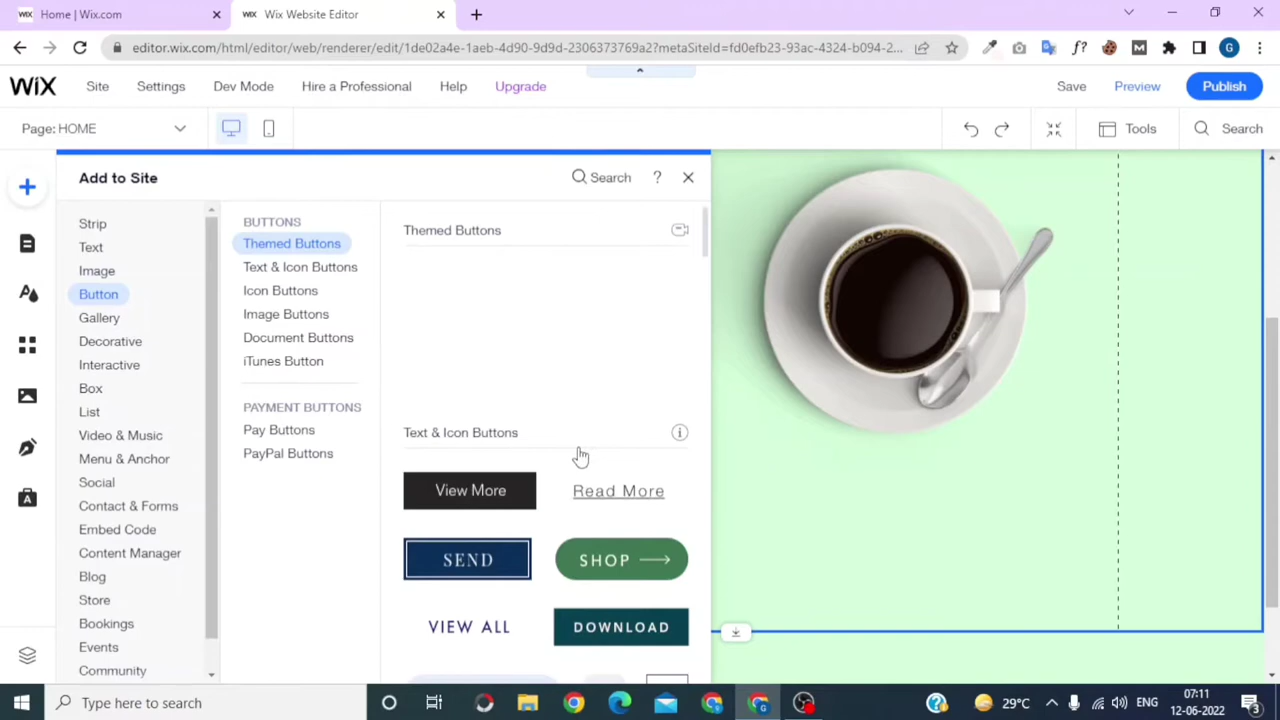 Home | Wix.com
Wix Website Editor
editor.wix.com/html/editor/web/renderer/edit/1de02a4e-1aeb-4d90-9d9d-2306373769a2?metaSiteId=fd0efb23-93ac-4324-b094-2...
WiX
Site
Settings
Dev Mode
Hire a Professional
Help
Upgrade
Save
Preview
Publish
Page: HOME
Tools
Search
Add to Site
Search
?
Strip
Text
Image
Button
Gallery
Decorative
Interactive
Box
List
Video & Music
Menu & Anchor
Social
Contact & Forms
Embed Code
Content Manager
Blog
Store
Bookings
Events
Community
BUTTONS
Themed Buttons
Text & Icon Buttons
Icon Buttons
Image Buttons
Document Buttons
iTunes Button
PAYMENT BUTTONS
Pay Buttons
PayPal Buttons
Themed Buttons
Text & Icon Buttons
View More
Read More
SEND
SHOP
VIEW ALL
DOWNLOAD
Type here to search
29°C
ENG
07:11
12-06-2022
3